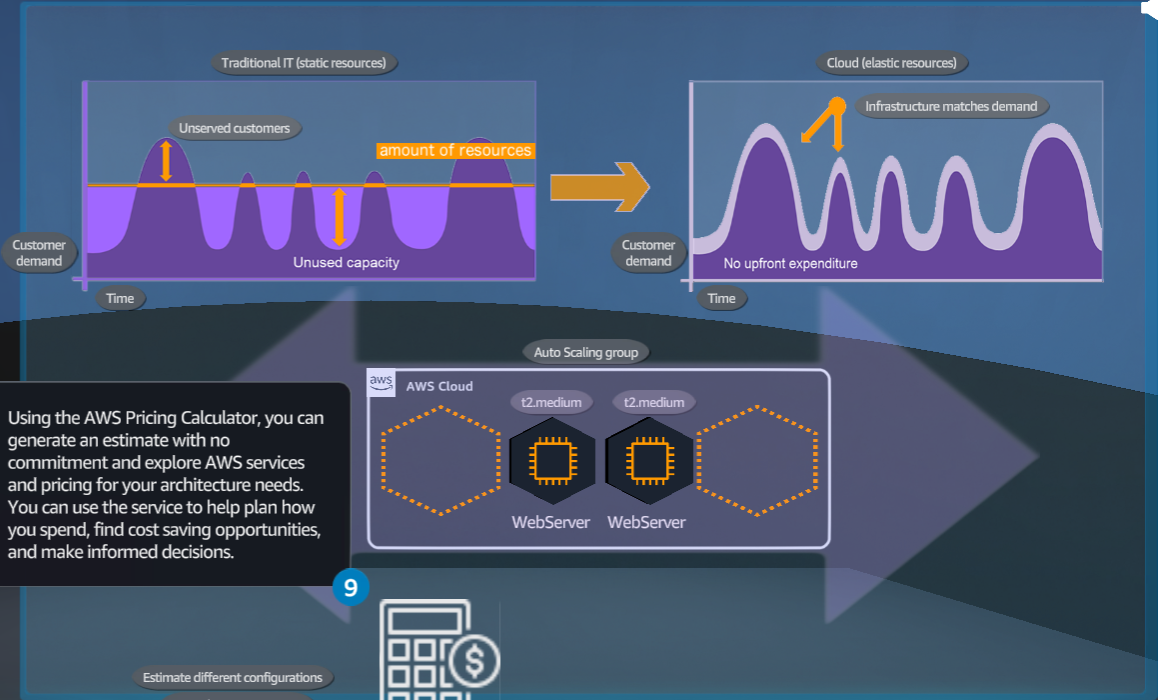 Traditional IT (static resources)
Unserved customers
amount of resources
Customer
demand
Unused capacity
Time
Cloud (elastic resources)
Infrastructure matches demand
Customer
demand
No upfront expenditure
Time
Auto Scaling group
aws
AWS Cloud
t2.medium
t2.medium
WebServer
WebServer
Using the AWS Pricing Calculator, you can
generate an estimate with no
commitment and explore AWS services
and pricing for your architecture needs.
You can use the service to help plan how
you spend, find cost saving opportunities,
and make informed decisions.
9
$
Estimate different configurations